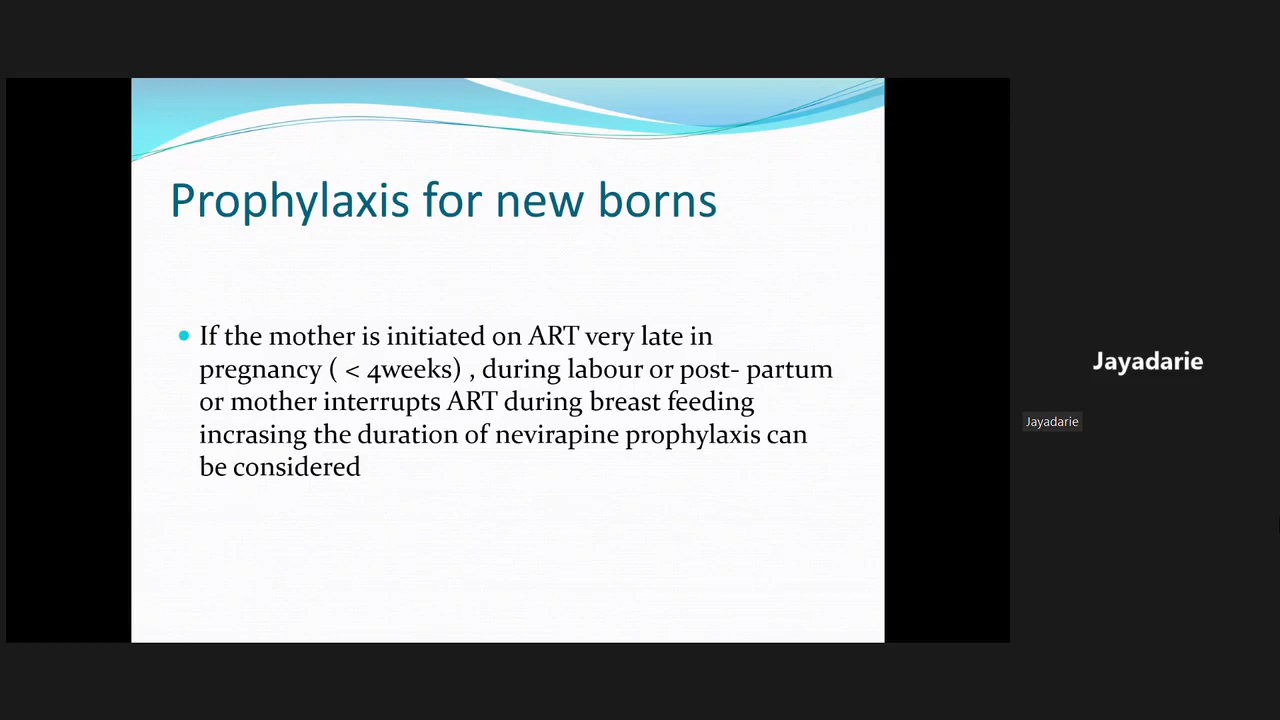 Prophylaxis for new borns
If the mother is initiated on ART very late in
pregnancy ( < 4weeks) , during labour or post- partum
or mother interrupts ART during breast feeding
incrasing the duration of nevirapine prophylaxis can
be considered
Jayadarie
Jayadarie